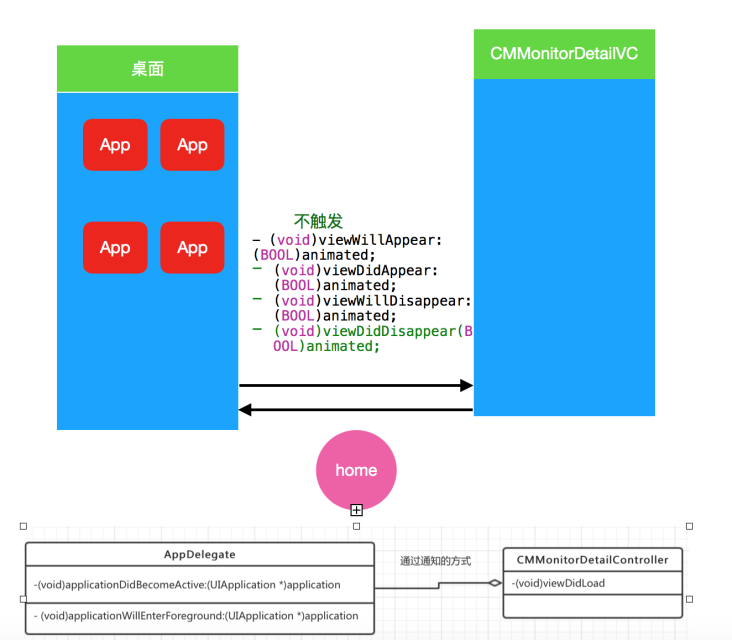 桌面
CMMonitorDetailVC
App
App
App
App
不触发
- (void)viewWillAppear:
(BOOL)animated;
- (void)viewDidAppear:
(BOOL)animated;
- (void)viewWillDisappear:
(BOOL)animated;
- (void)viewDidDisappear(B
OOL)animated;
home
AppDelegate
-(void)applicationDidBecomeActive:(UIApplication *)application
- (void)applicationWillEnterForeground:(UIApplication *)application
通过通知的方式
CMMonitorDetailController
-(void)viewDidLoad